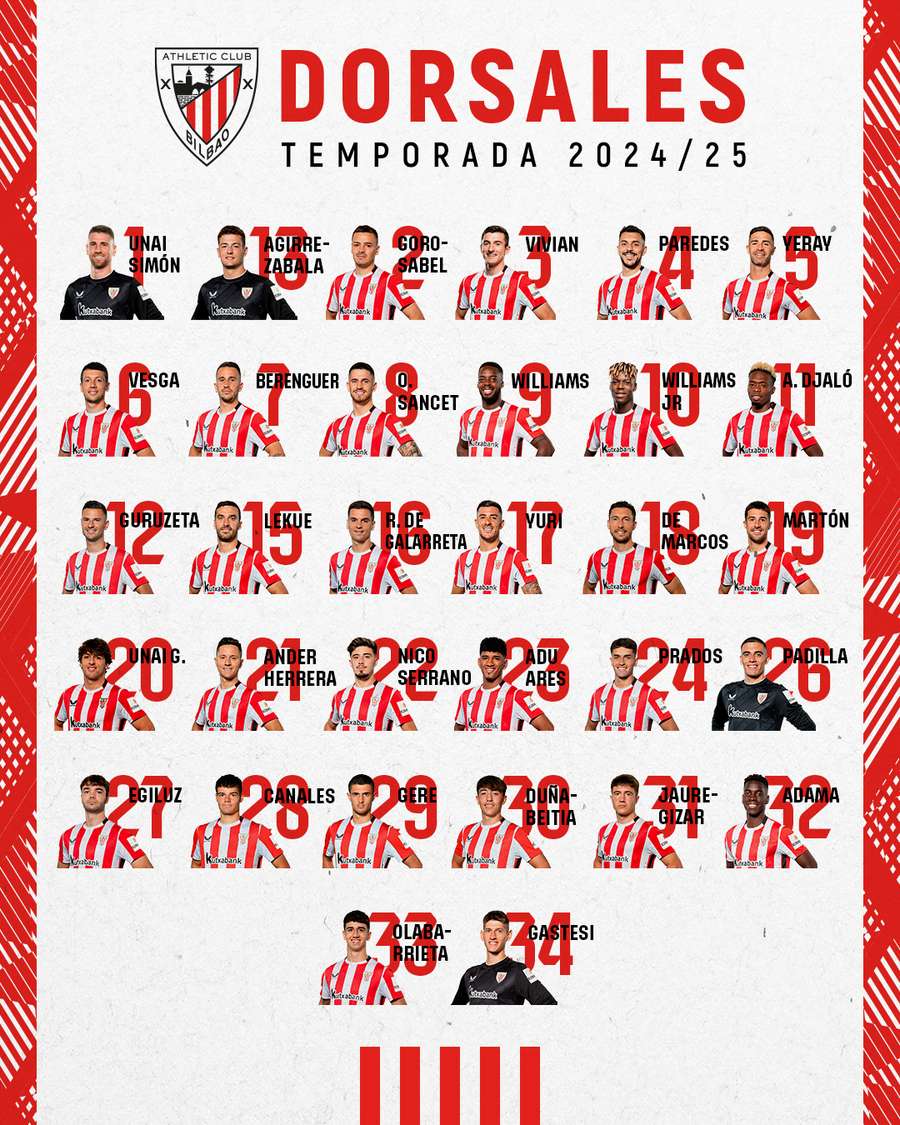 ATHLETIC CLUB
BILBAO
DORSALES
TEMPORADA 2024/25
1 UNAI
SIMÓN
13 AGIRRE-
ZABALA
2 GORO-
SABEL
3 VIVIAN
4 PAREDES
5 YERAY
6 VESGA
7 BERENGUER
8 O.
SANCET
9 WILLIAMS
10 WILLIAMS
JR
11 A. DJALÓ
12 GURUZETA
15 LEKUE
16 R. DE
GALARRETA
17 YURI
18 DE
MARCOS
19 MARTÓN
20 UNAI G.
21 ANDER
HERRERA
22 NICO
SERRANO
23 ADU
ARES
24 PRADOS
26 PADILLA
27 EGILUZ
28 CANALES
29 GERE
30 DUÑA-
BEITIA
31 JAURE-
GIZAR
32 ADAMA
33 OLABA-
RRIETA
34 GASTESI